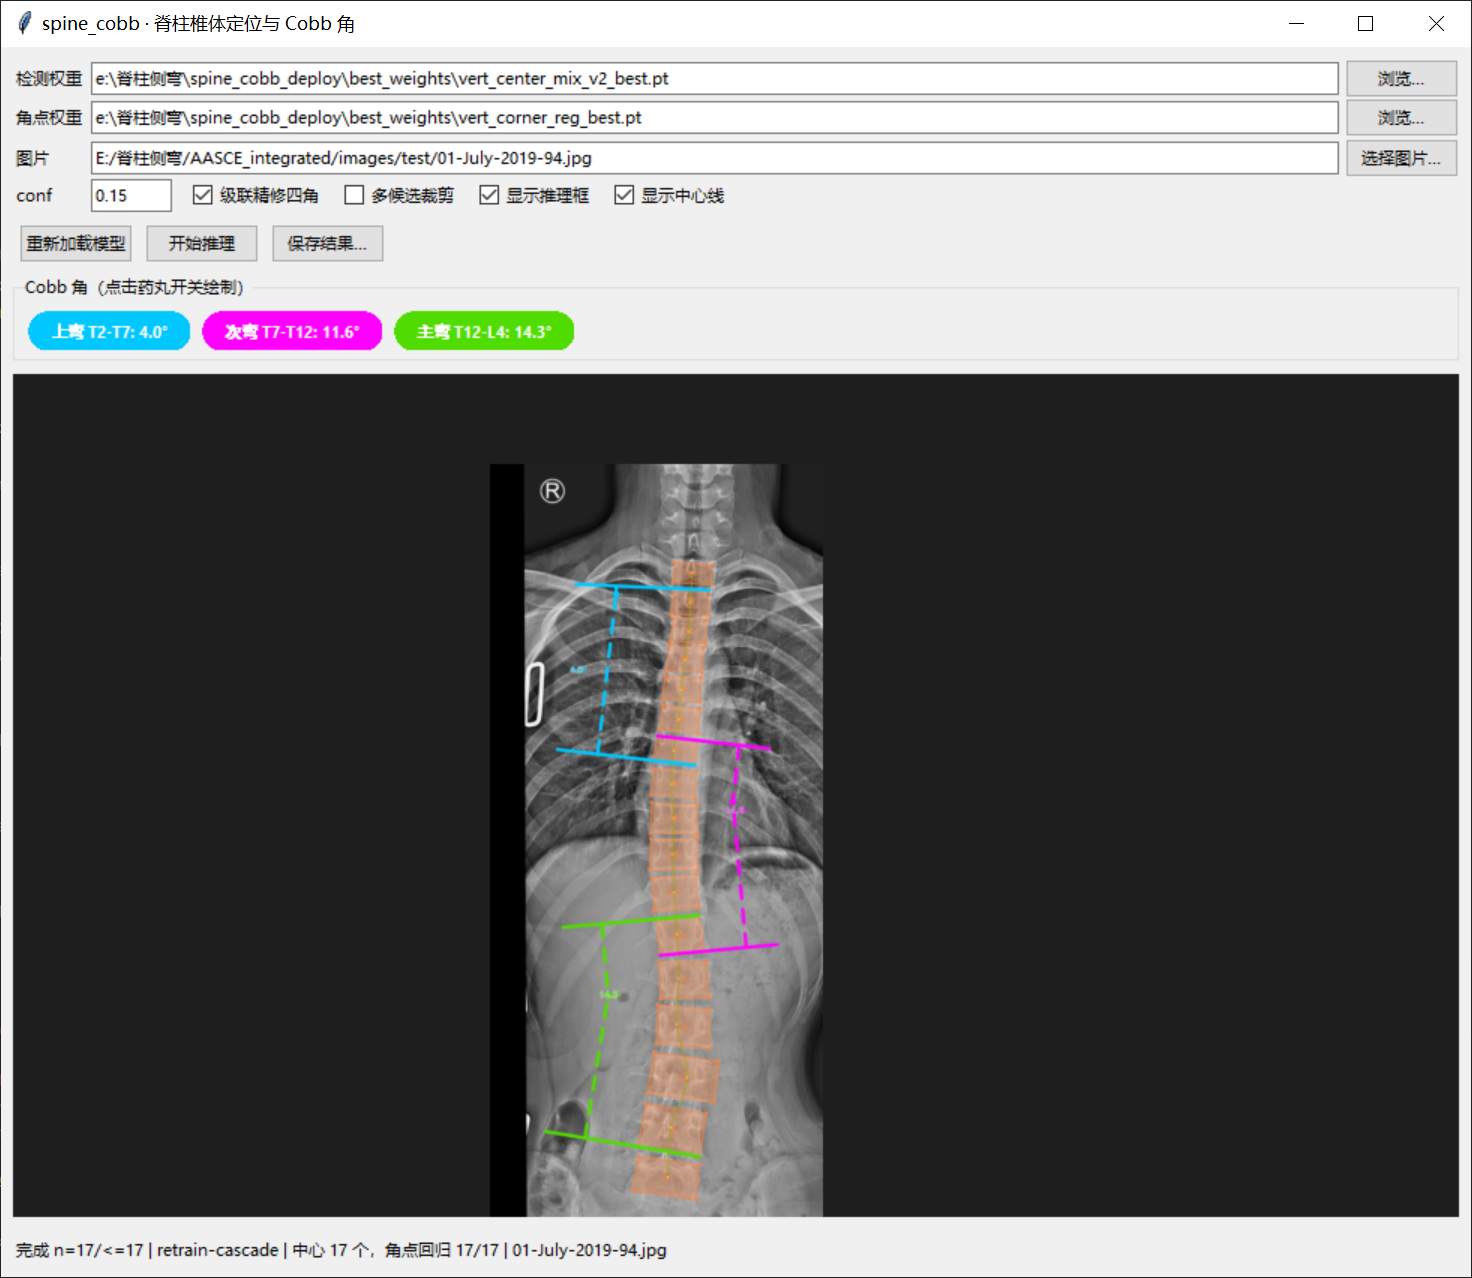 spine_cobb · 脊柱椎体定位与 Cobb 角
检测权重 e:\脊柱侧弯\spine_cobb_deploy\best_weights\vert_center_mix_v2_best.pt 浏览...
角点权重 e:\脊柱侧弯\spine_cobb_deploy\best_weights\vert_corner_reg_best.pt 浏览...
图片 E:/脊柱侧弯/AASCE_integrated/images/test/01-July-2019-94.jpg 选择图片...
conf 0.15 级联精修四角 多候选裁剪 显示推理框 显示中心线
重新加载模型 开始推理 保存结果...
Cobb 角（点击药丸开关绘制）
上弯 T2-T7: 4.0° 次弯 T7-T12: 11.6° 主弯 T12-L4: 14.3°
R
完成 n=17/<=17 | retrain-cascade | 中心 17 个，角点回归 17/17 | 01-July-2019-94.jpg